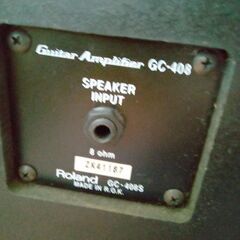 Guitar Amplifier GC-408
SPEAKER
INPUT
8 ohm
ZK41187
Roland GC-408S
MADE IN R.O.K.